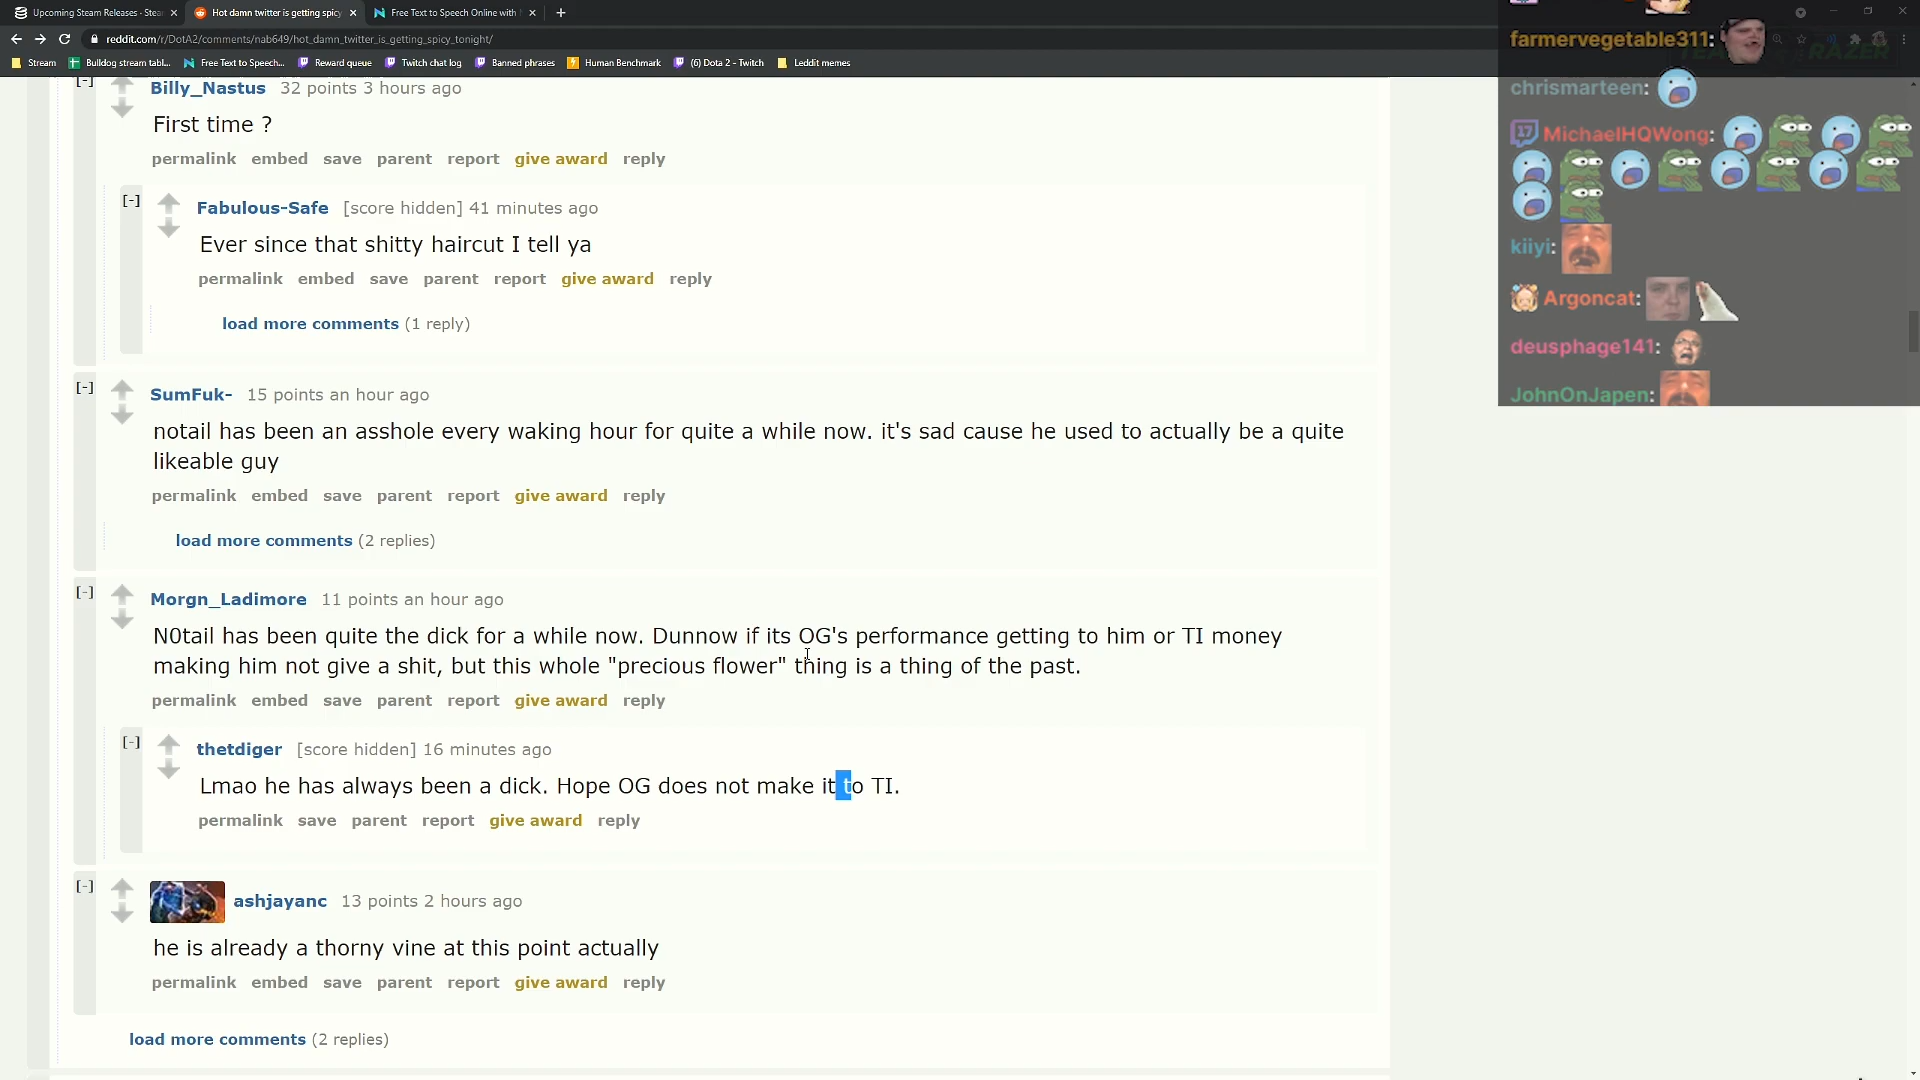 Upcoming Steam Releases · Stea
Hot damn twitter is getting spicy
Free Text to Speech Online with
reddit.com/r/DotA2/comments/nab649/hot_damn_twitter_is_getting_spicy_tonight/
Stream
Bulldog stream tabl...
Free Text to Speech...
Reward queue
Twitch chat log
Banned phrases
Human Benchmark
(6) Dota 2 - Twitch
Leddit memes
[-] Billy_Nastus 32 points 3 hours ago
First time ?
permalink embed save parent report give award reply
[-] Fabulous-Safe [score hidden] 41 minutes ago
Ever since that shitty haircut I tell ya
permalink embed save parent report give award reply
load more comments (1 reply)
[-] SumFuk- 15 points an hour ago
notail has been an asshole every waking hour for quite a while now. it's sad cause he used to actually be a quite
likeable guy
permalink embed save parent report give award reply
load more comments (2 replies)
[-] Morgn_Ladimore 11 points an hour ago
N0tail has been quite the dick for a while now. Dunnow if its OG's performance getting to him or TI money
making him not give a shit, but this whole "precious flower" thing is a thing of the past.
permalink embed save parent report give award reply
[-] thetdiger [score hidden] 16 minutes ago
Lmao he has always been a dick. Hope OG does not make it to TI.
permalink save parent report give award reply
[-] ashjayanc 13 points 2 hours ago
he is already a thorny vine at this point actually
permalink embed save parent report give award reply
load more comments (2 replies)
farmervegetable311:
RAZER
chrismarteen:
17 MichaelHQWong:
kiiyi:
Argoncat:
deusphage141:
JohnOnJapen: